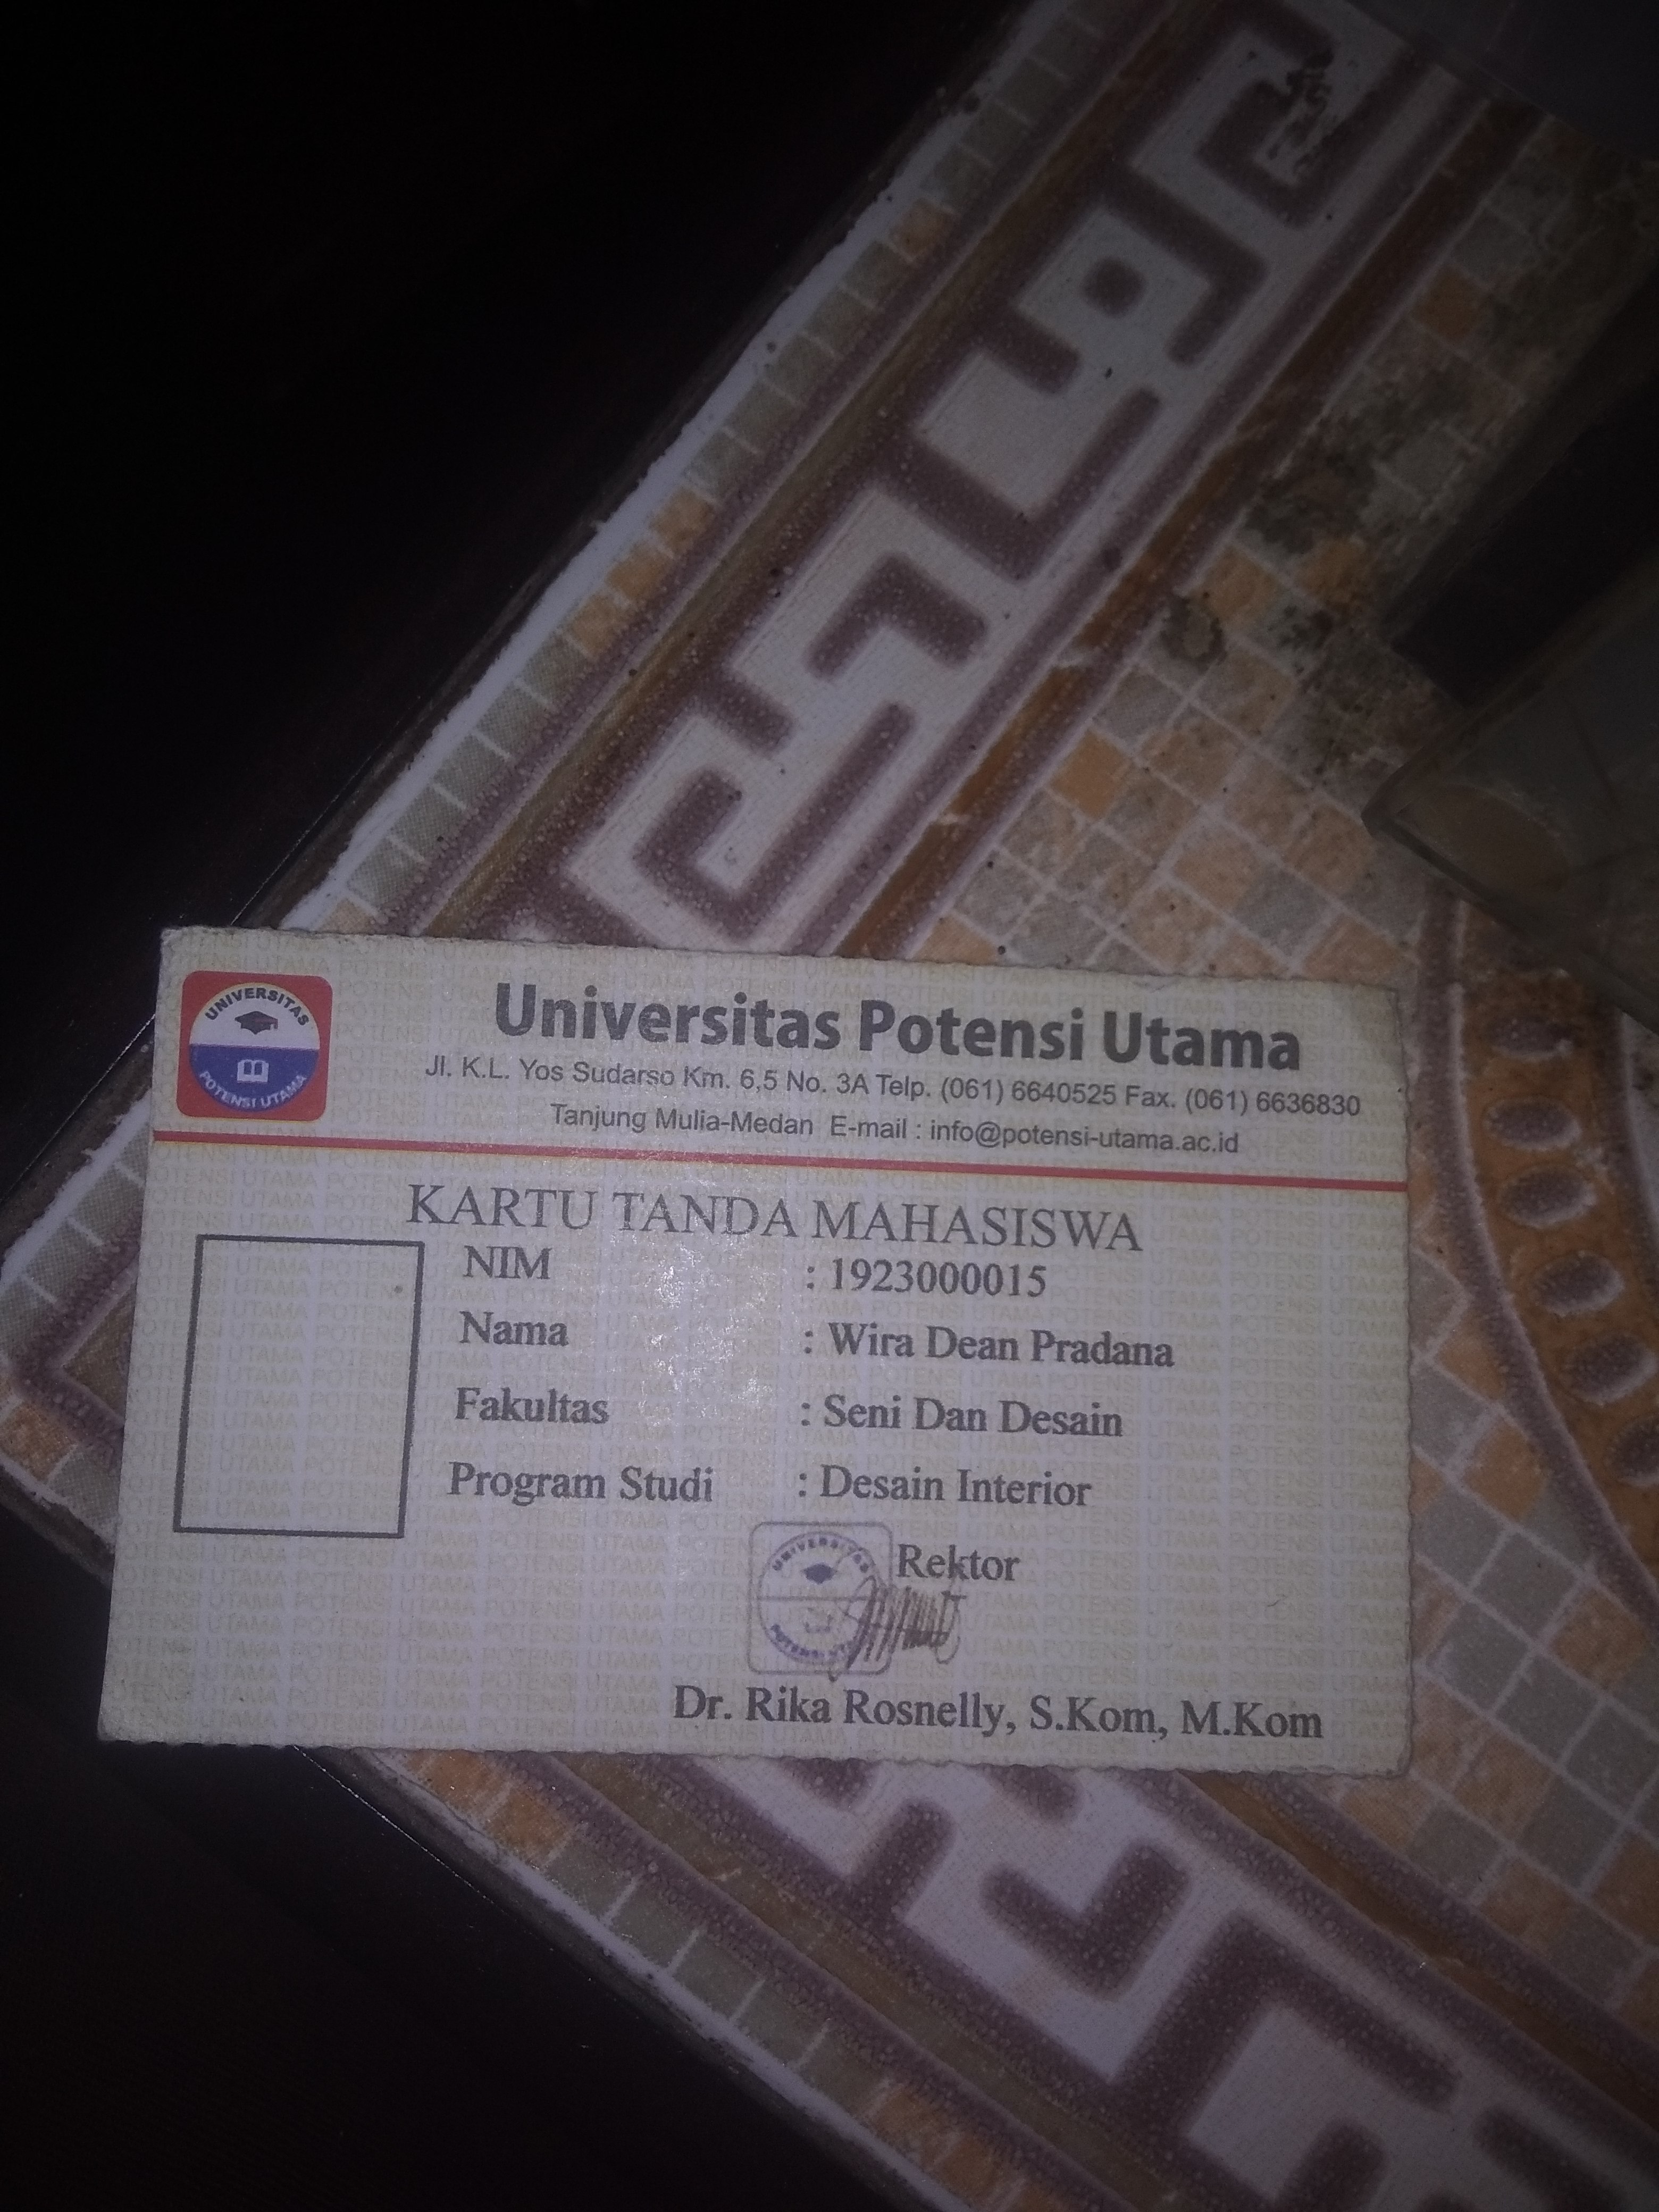 UNIVERSITAS
POTENSI UTAMA
Universitas Potensi Utama
Jl. K.L. Yos Sudarso Km. 6,5 No. 3A Telp. (061) 6640525 Fax. (061) 6636830
Tanjung Mulia-Medan E-mail : info@potensi-utama.ac.id
KARTU TANDA MAHASISWA
NIM : 1923000015
Nama : Wira Dean Pradana
Fakultas : Seni Dan Desain
Program Studi : Desain Interior
Rektor
UNIVERSITAS
Dr. Rika Rosnelly, S.Kom, M.Kom